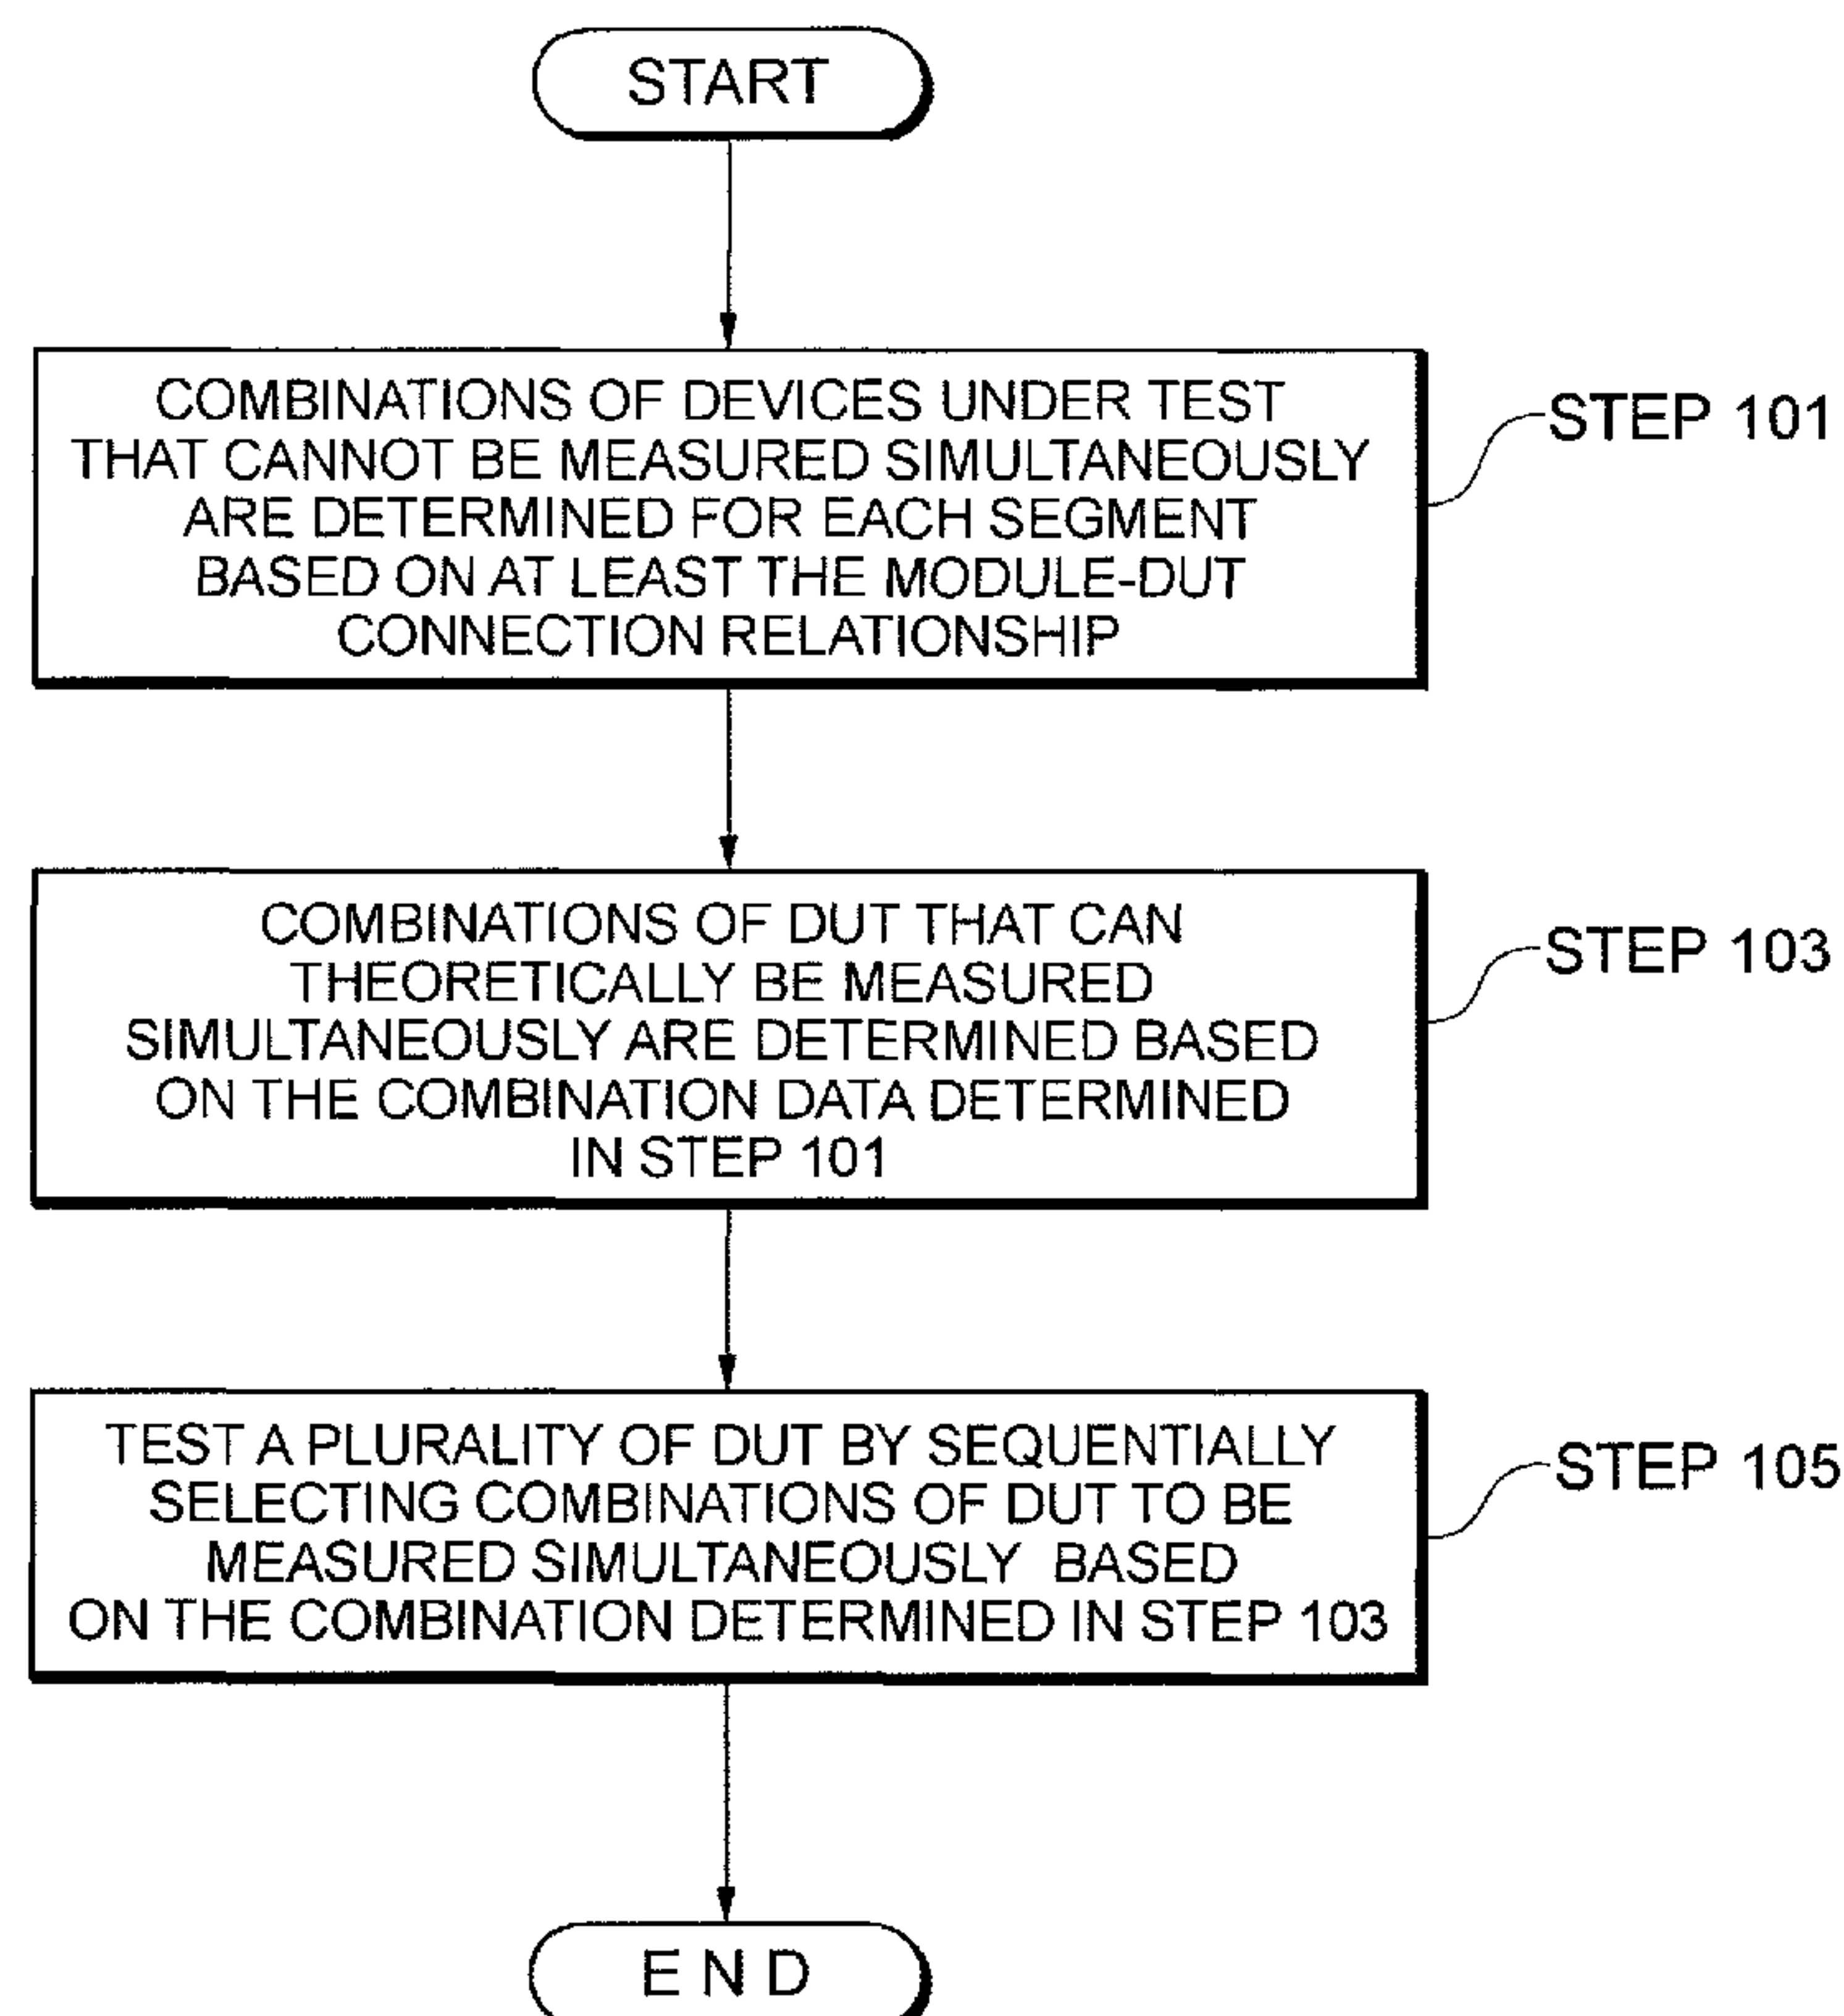 START
COMBINATIONS OF DEVICES UNDER TEST
THAT CANNOT BE MEASURED SIMULTANEOUSLY
ARE DETERMINED FOR EACH SEGMENT
BASED ON AT LEAST THE MODULE-DUT
CONNECTION RELATIONSHIP
STEP 101
COMBINATIONS OF DUT THAT CAN
THEORETICALLY BE MEASURED
SIMULTANEOUSLY ARE DETERMINED BASED
ON THE COMBINATION DATA DETERMINED
IN STEP 101
STEP 103
TEST A PLURALITY OF DUT BY SEQUENTIALLY
SELECTING COMBINATIONS OF DUT TO BE
MEASURED SIMULTANEOUSLY BASED
ON THE COMBINATION DETERMINED IN STEP 103
STEP 105
END